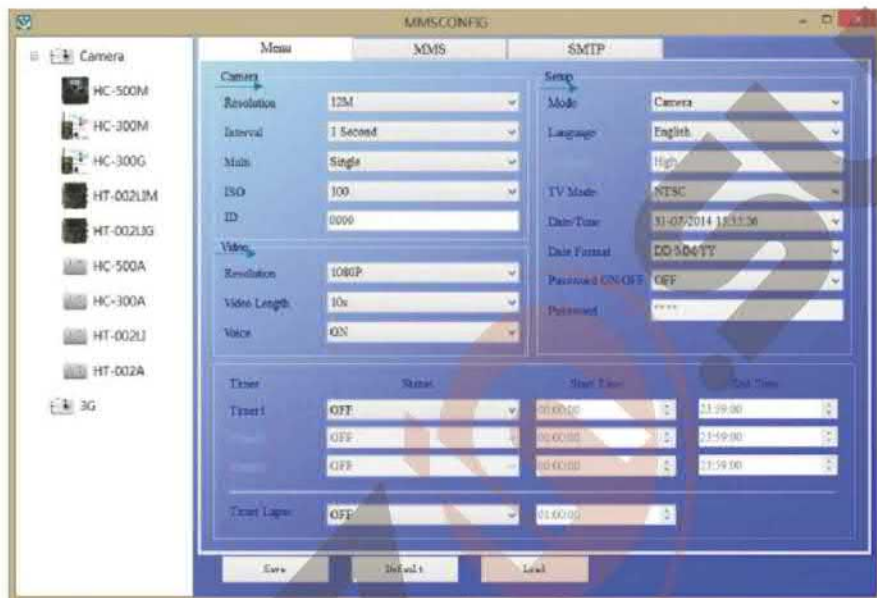 MMSCONFIG
Camera
HC-500M
HC-300M
HC-300G
HT-002LIM
HT-002LIG
HC-500A
HC-300A
HT-002LI
HT-002A
3G
Menu MMS SMTP
Camera
Resolution 12M
Interval 1 Second
Multi Single
ISO 100
ID 0000
Video
Resolution 1080P
Video Length 10s
Voice ON
Setup
Mode Camera
Language English
High
TV Mode NTSC
Date/Time 31-07-2014
Date Format DD/MM/YY
Password ON/OFF OFF
Password ****
Timer Status Start Time End Time
Timer1 OFF 00:00:00 23:59:00
OFF 00:00:00 23:59:00
OFF 00:00:00 23:59:00
Timer Lapse OFF 01:00:00
Save Default Load